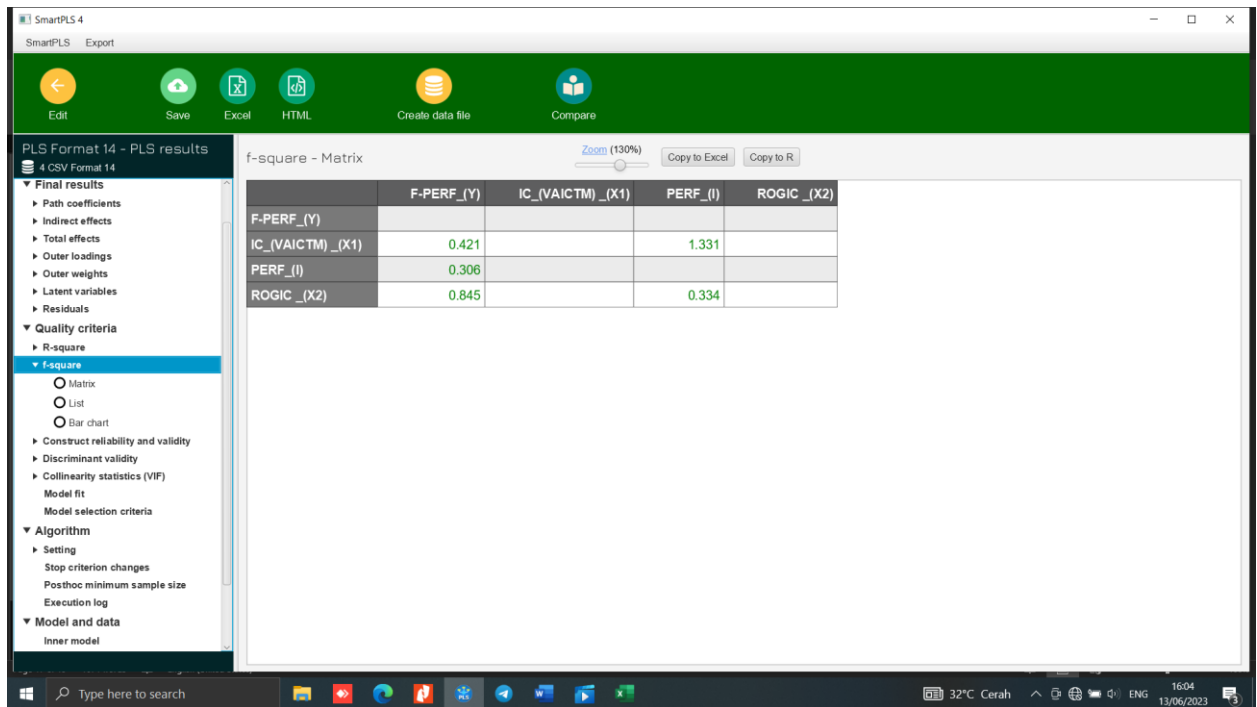 SmartPLS 4
SmartPLS Export
Edit Save Excel HTML Create data file Compare
PLS Format 14 - PLS results
4 CSV Format 14
Final results
Path coefficients
Indirect effects
Total effects
Outer loadings
Outer weights
Latent variables
Residuals
Quality criteria
R-square
f-square
Matrix
List
Bar chart
Construct reliability and validity
Discriminant validity
Collinearity statistics (VIF)
Model fit
Model selection criteria
Algorithm
Setting
Stop criterion changes
Posthoc minimum sample size
Execution log
Model and data
Inner model
f-square - Matrix
Zoom (130%)
Copy to Excel Copy to R
F-PERF_(Y) IC_(VAICTM) _(X1) PERF_(I) ROGIC _(X2)
F-PERF_(Y)
IC_(VAICTM) _(X1) 0.421 1.331
PERF_(I) 0.306
ROGIC _(X2) 0.845 0.334
Type here to search
PLS
32°C Cerah
ENG
16:04
13/06/2023
3